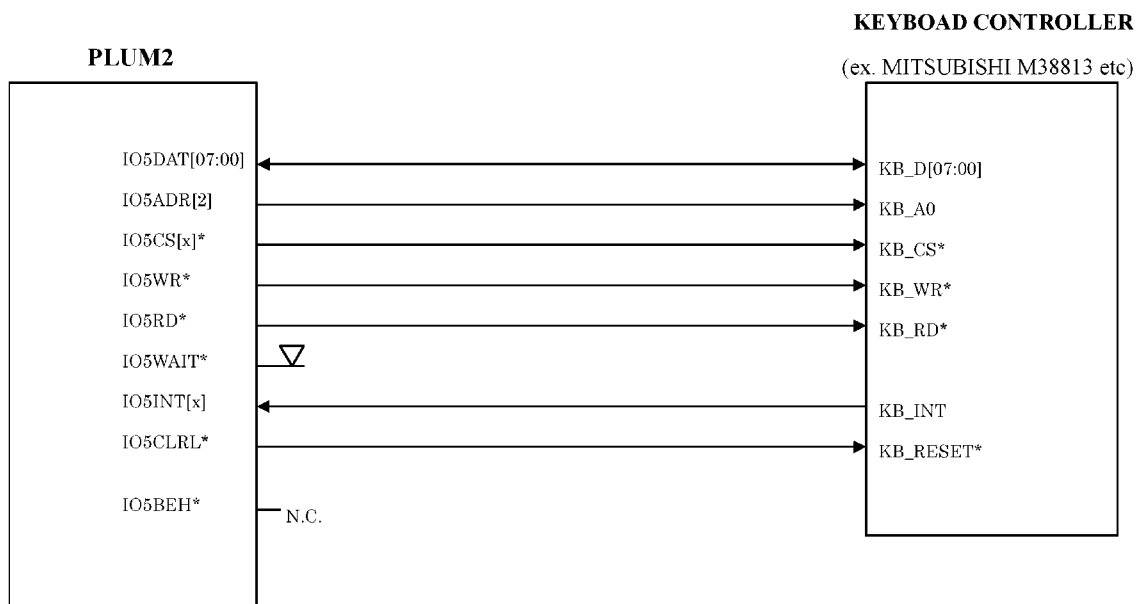 KEYBOAD CONTROLLER
PLUM2
(ex. MITSUBISHI M38813 etc)
IO5DAT[07:00]
KB_D[07:00]
IO5ADR[2]
KB_A0
IO5CS[x]*
KB_CS*
IO5WR*
KB_WR*
IO5RD*
KB_RD*
IO5WAIT*
IO5INT[x]
KB_INT
IO5CLRL*
KB_RESET*
IO5BEH*
N.C.